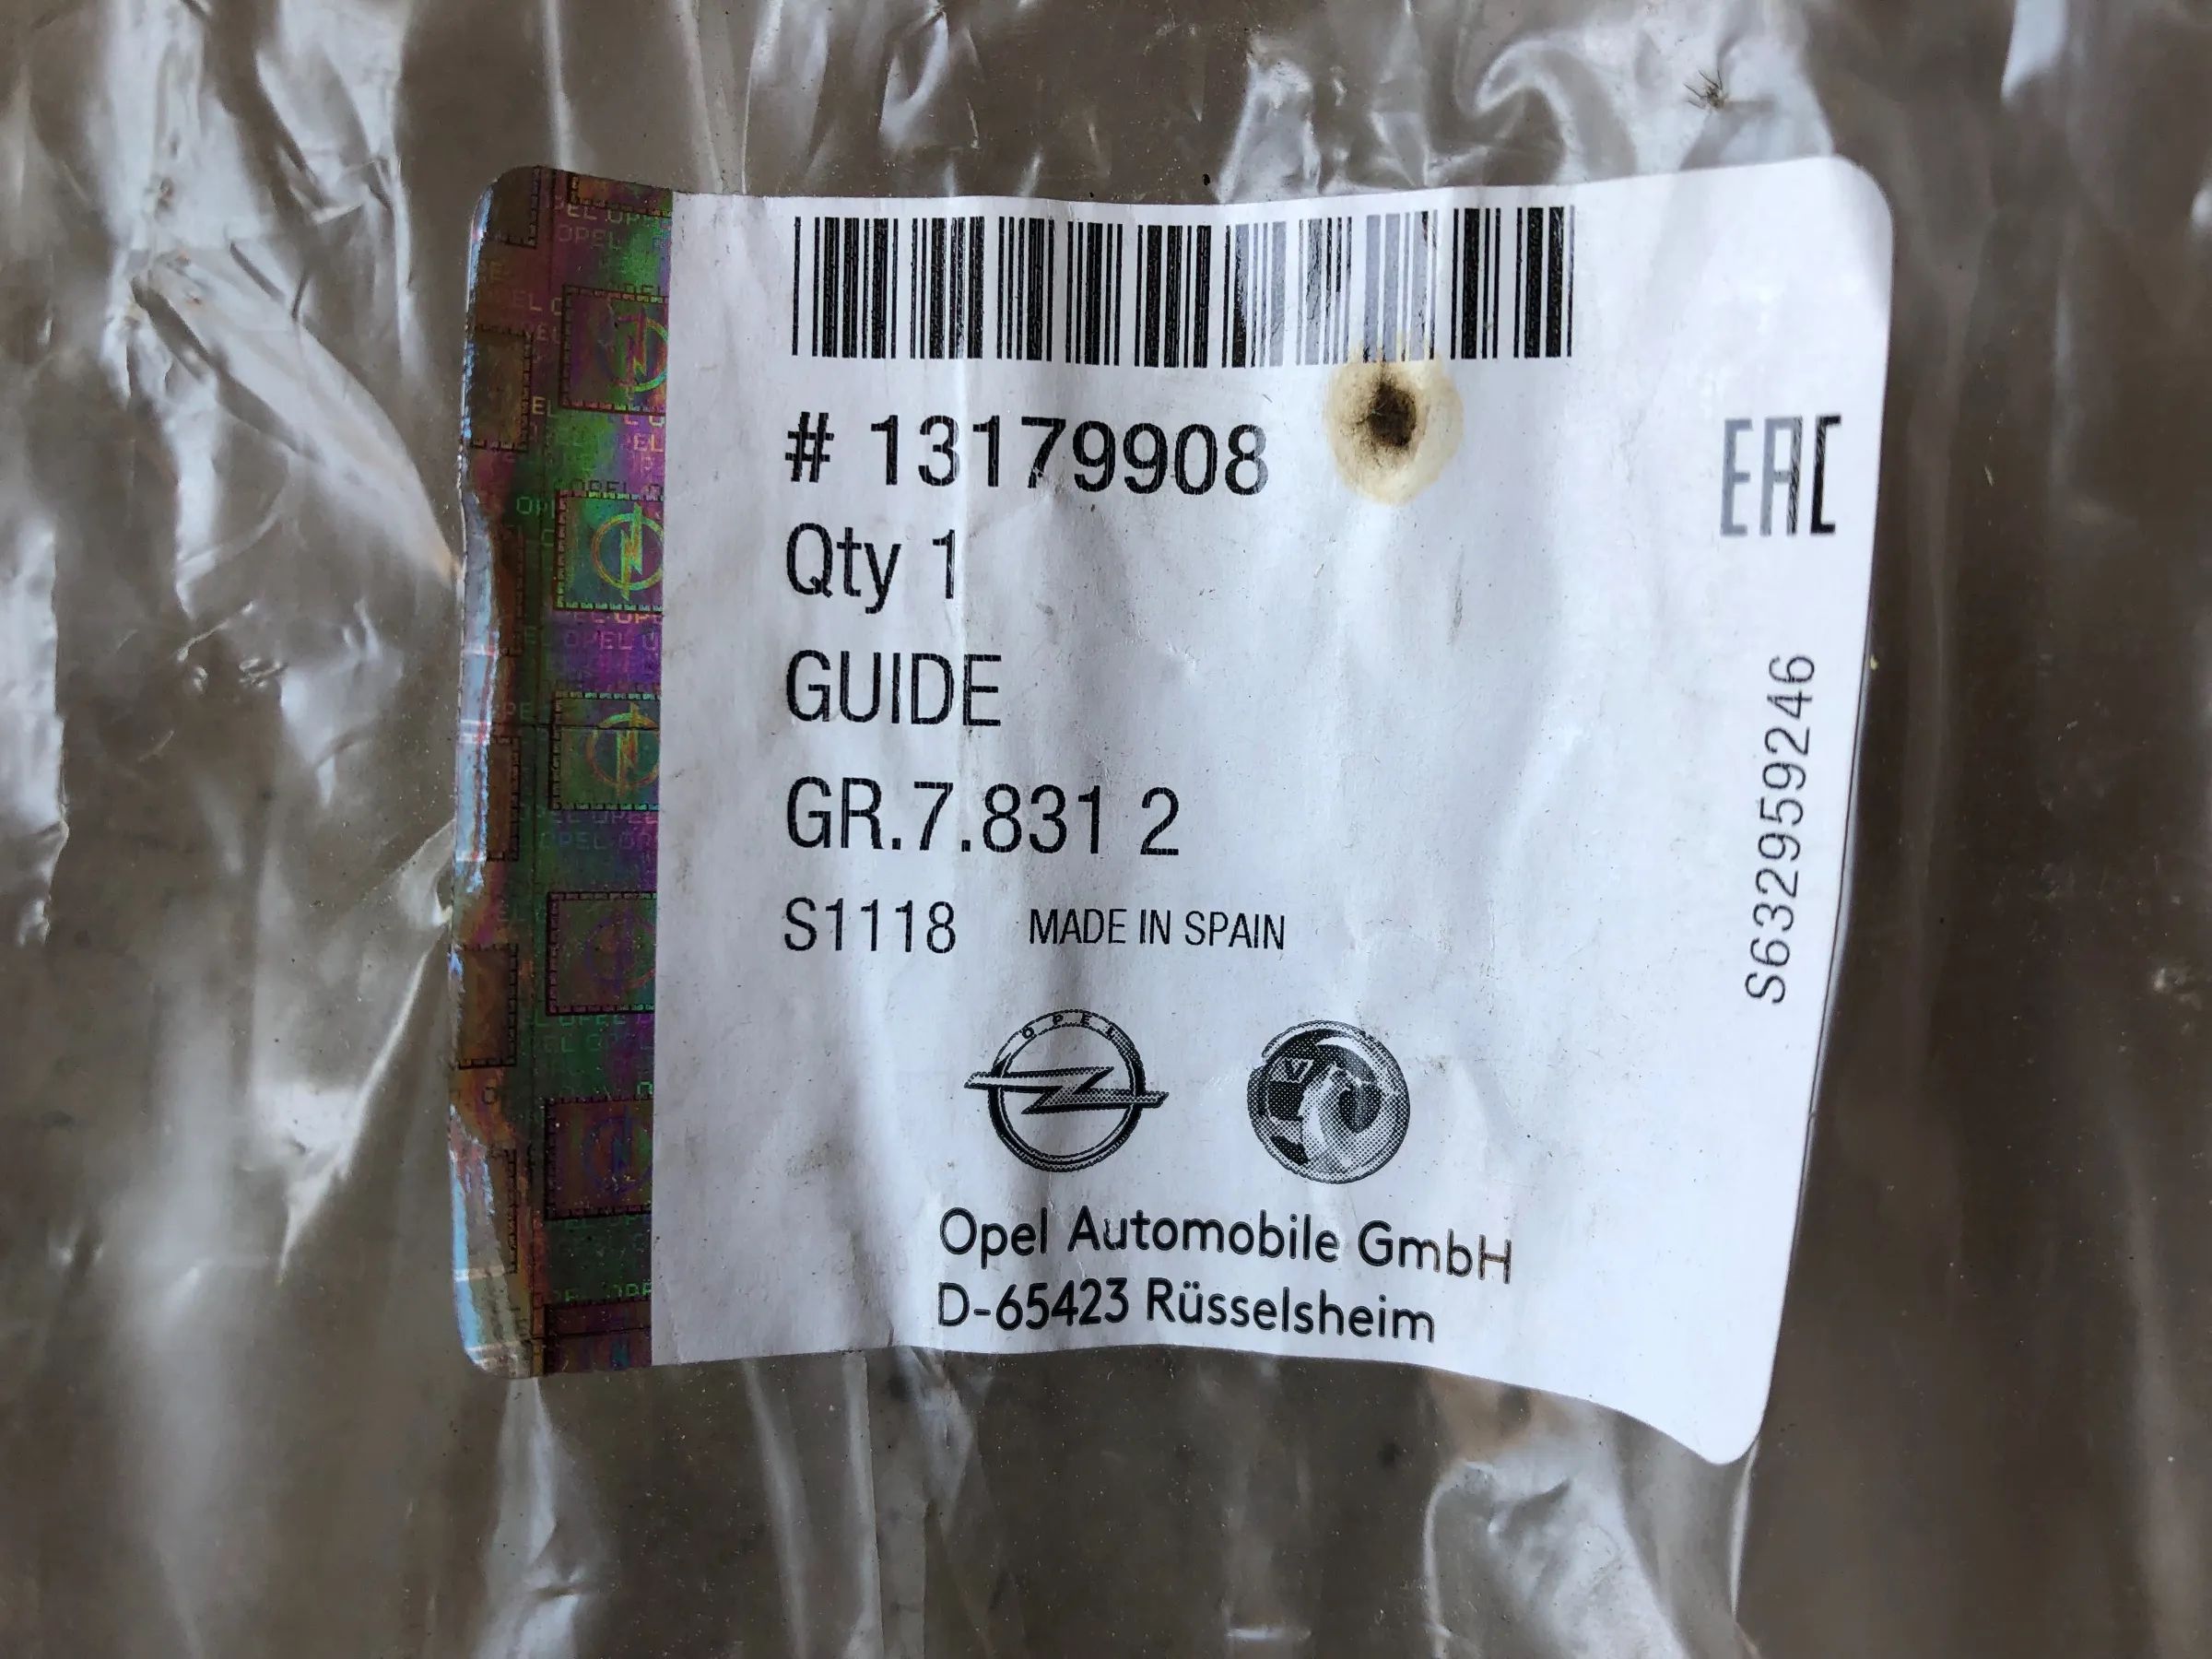 # 13179908
Qty 1
GUIDE
GR.7.831 2
S1118 MADE IN SPAIN
OPEL
Opel Automobile GmbH
D-65423 Rüsselsheim
EAC
S632959246